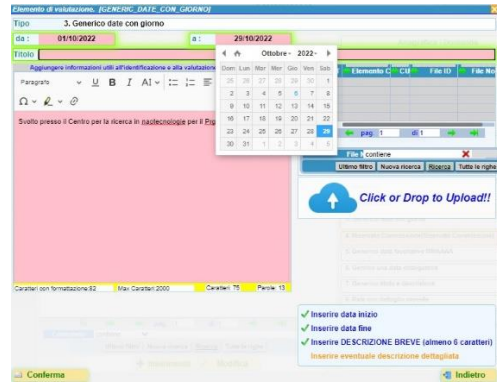 Elemento di valutazione. [GENERIC_DATE_CON_GIORNO]
Tipo 3. Generico date con giorno
da : 01/10/2022 a : 29/10/2022
Titolo
Aggiungere informazioni utili all'identificazione e alla valutazione
Paragrafo U B I AI
Ottobre 2022
Dom Lun Mar Mer Gio Ven Sab
25 26 27 28 29 30 1
2 3 4 5 6 7 8
9 10 11 12 13 14 15
16 17 18 19 20 21 22
23 24 25 26 27 28 29
30 31 1 2 3 4 5
Elemento C CU File ID File No
pag: 1 di 1
Svolto presso il Centro per la ricerca in naotecnologie per il
File N contiene
Ultimo filtro Nuova ricerca Ricerca Tutte le righe
Click or Drop to Upload!!
Caratteri con formattazione:82 Max Caratteri:2000 Caratteri: 75 Parole: 13
Inserire data inizio
Inserire data fine
Inserire DESCRIZIONE BREVE (almeno 6 caratteri)
Inserire eventuale descrizione dettagliata
Conferma Indietro